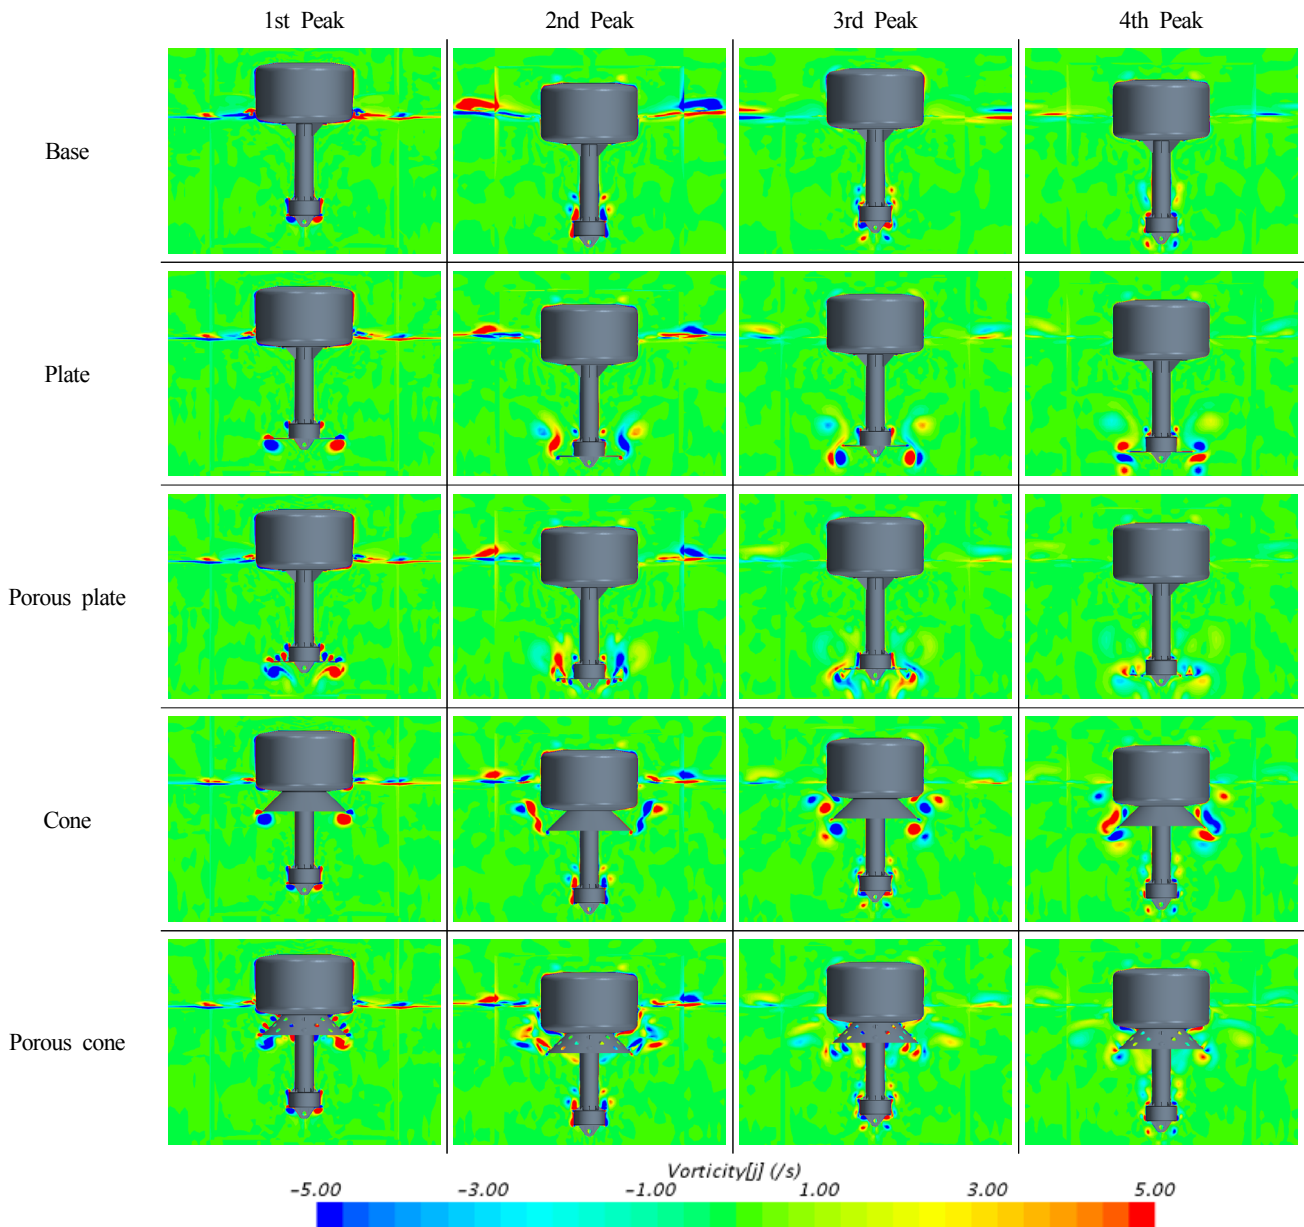 1st Peak 2nd Peak 3rd Peak 4th Peak
Base
Plate
Porous plate
Cone
Porous cone
Vorticity[j] (/s)
-5.00 -3.00 -1.00 1.00 3.00 5.00